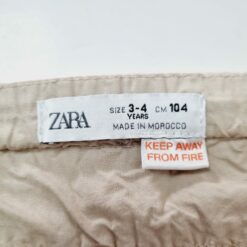 ZARA
SIZE 3-4 YEARS CM 104
MADE IN MOROCCO
KEEP AWAY
FROM FIRE